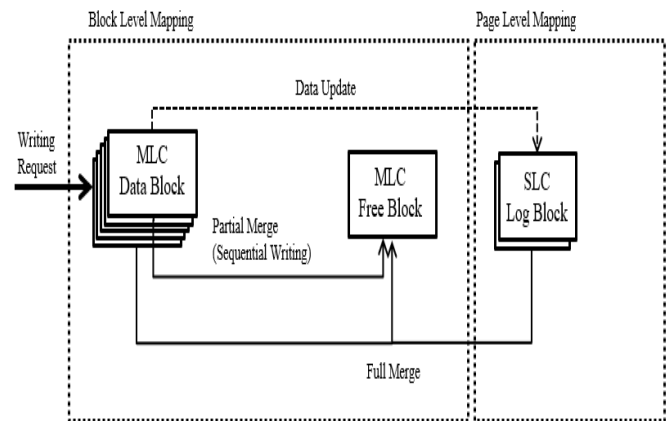 Block Level Mapping
Page Level Mapping
Data Update
Writing
Request
MLC
Data Block
MLC
Free Block
SLC
Log Block
Partial Merge
(Sequential Writing)
Full Merge